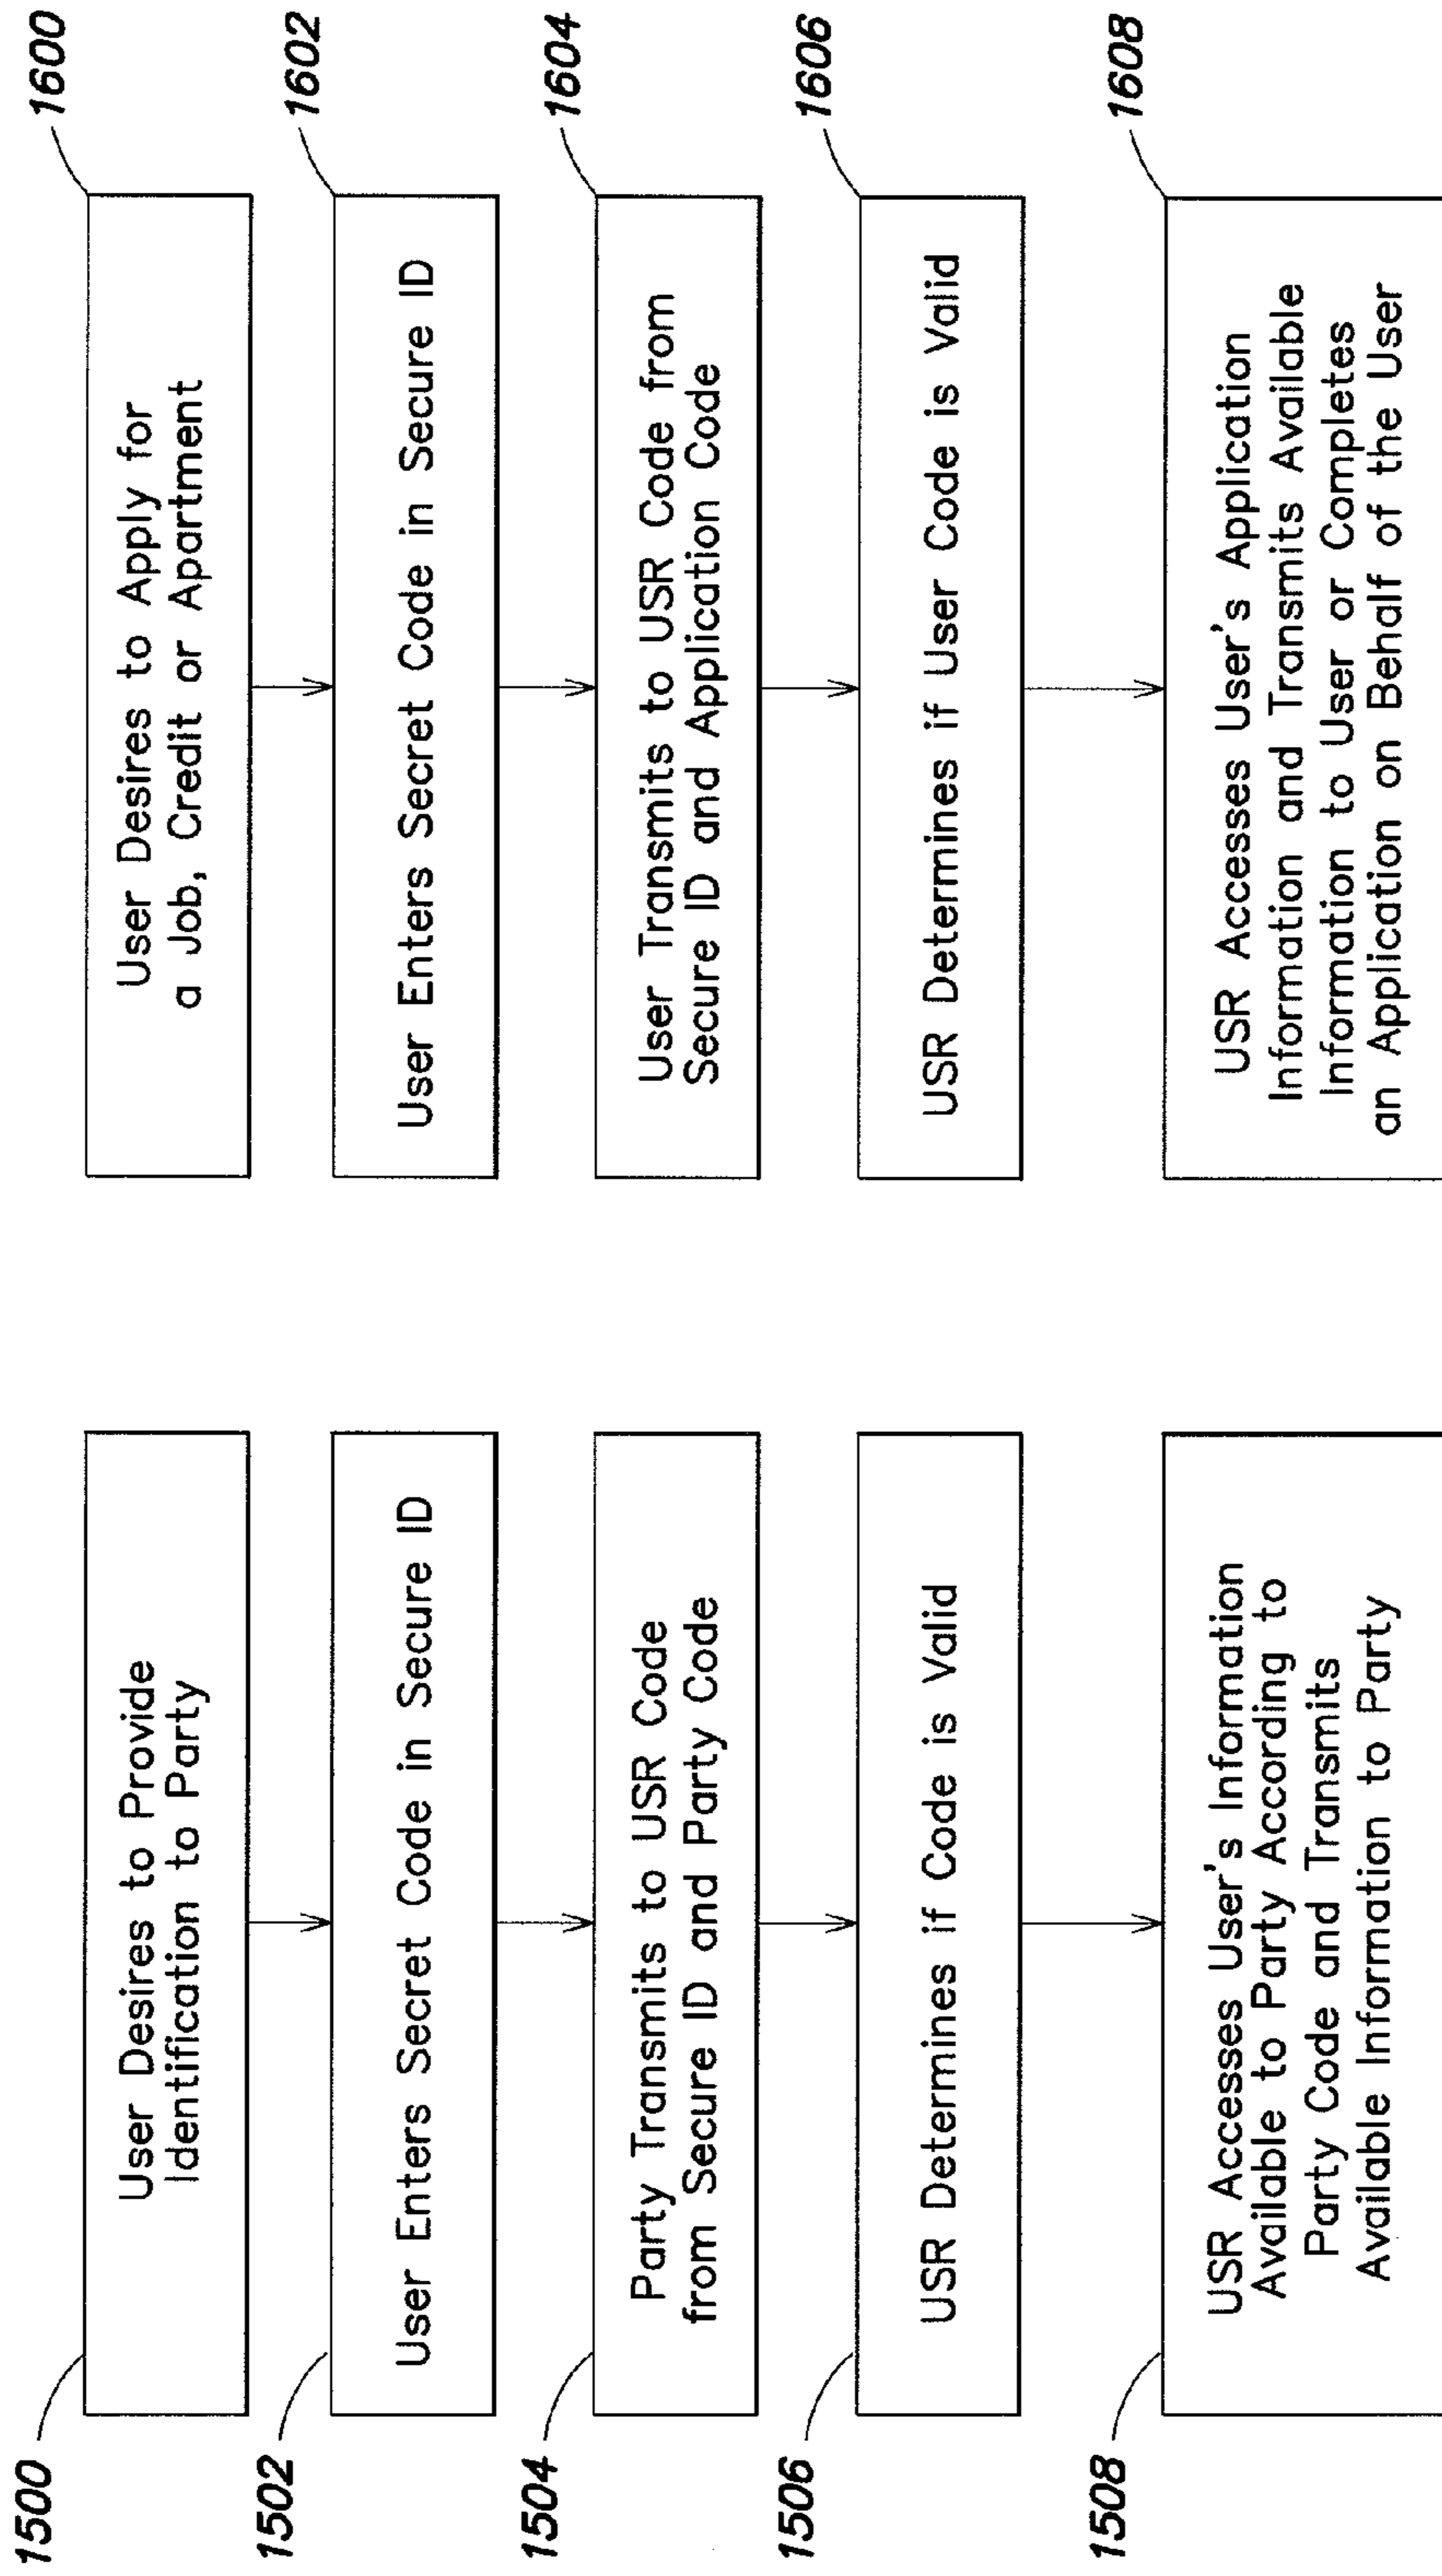 1500
User Desires to Provide
Identification to Party
1502
User Enters Secret Code in Secure ID
1504
Party Transmits to USR Code
from Secure ID and Party Code
1506
USR Determines if Code is Valid
1508
USR Accesses User's Information
Available to Party According to
Party Code and Transmits
Available Information to Party
1600
User Desires to Apply for
a Job, Credit or Apartment
1602
User Enters Secret Code in Secure ID
1604
User Transmits to USR Code from
Secure ID and Application Code
1606
USR Determines if User Code is Valid
1608
USR Accesses User's Application
Information and Transmits Available
Information to User or Completes
an Application on Behalf of the User